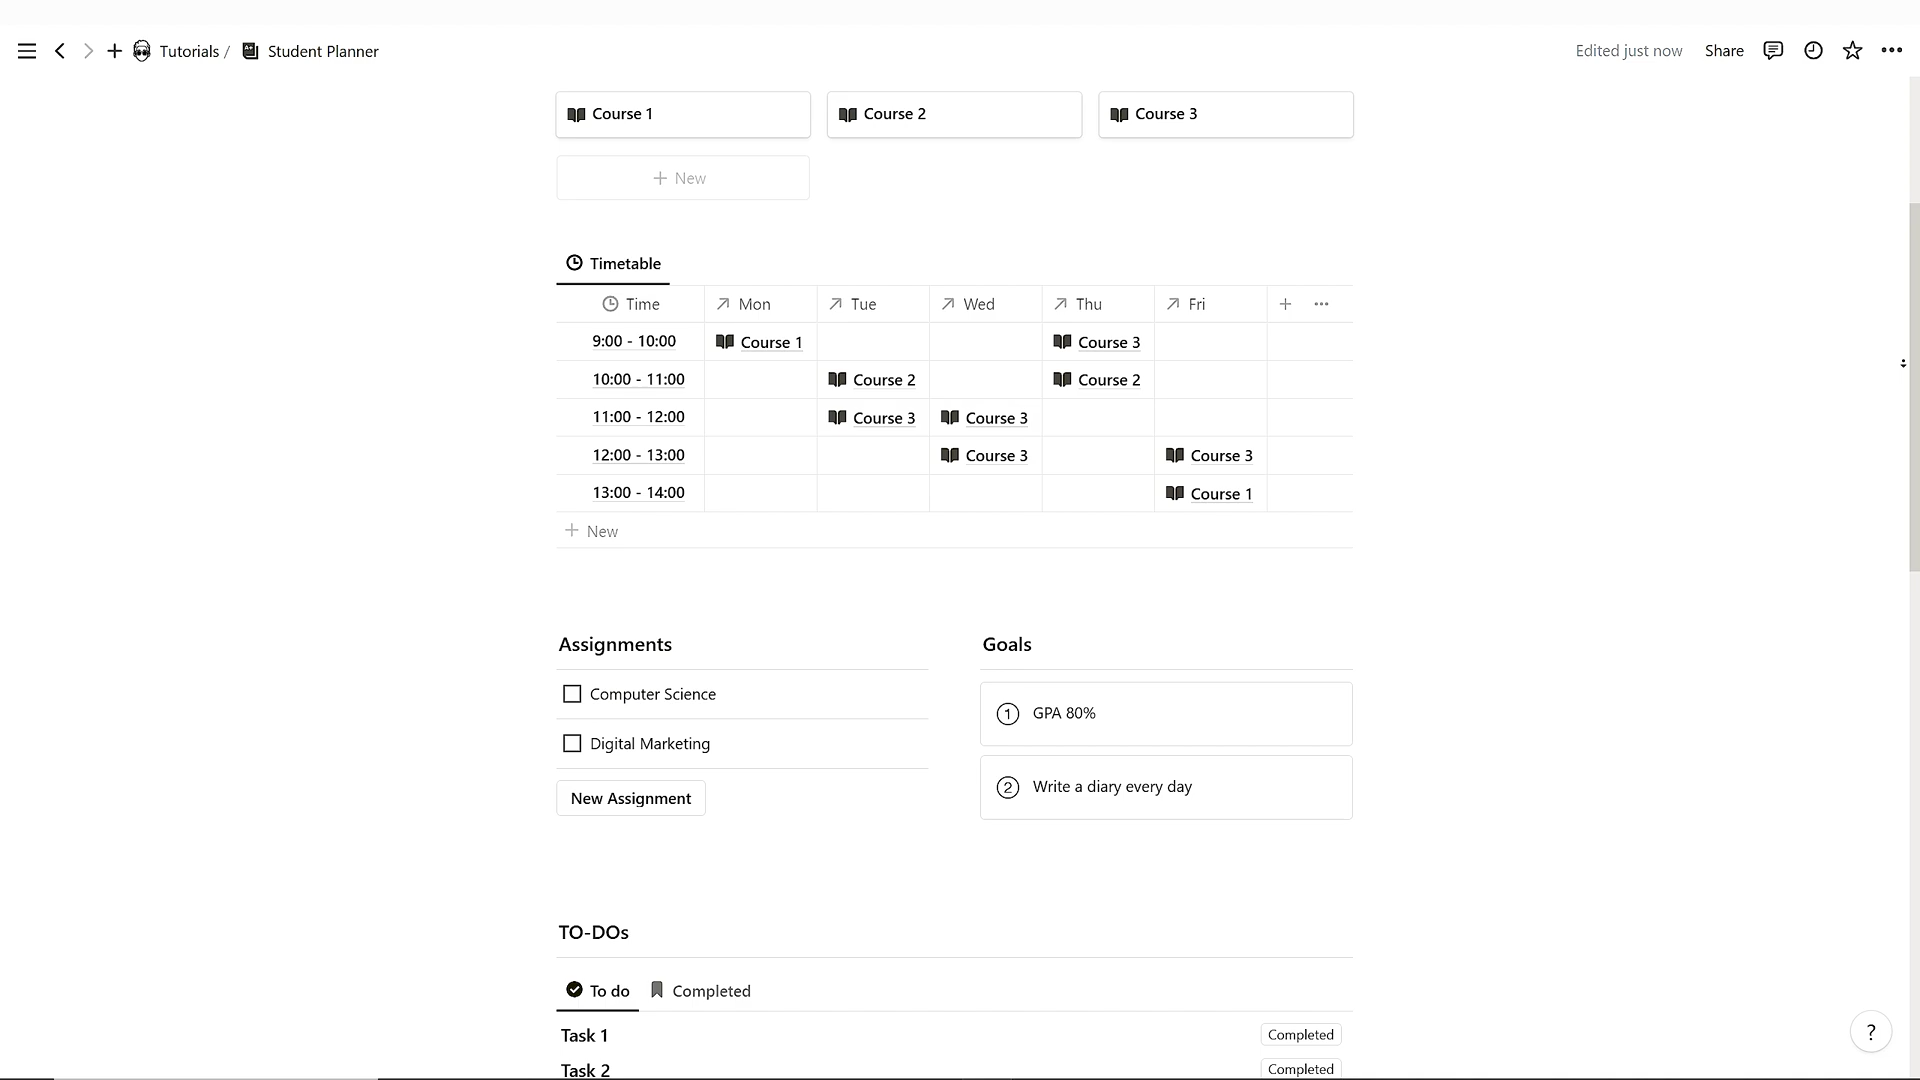 Tutorials / Student Planner Edited just now Share
Course 1 Course 2 Course 3
+ New
Timetable
Time Mon Tue Wed Thu Fri
9:00 - 10:00 Course 1 Course 3
10:00 - 11:00 Course 2 Course 2
11:00 - 12:00 Course 3 Course 3
12:00 - 13:00 Course 3 Course 3
13:00 - 14:00 Course 1
+ New
Assignments Goals
Computer Science 1 GPA 80%
Digital Marketing 2 Write a diary every day
New Assignment
TO-DOs
To do Completed
Task 1 Completed
Task 2 Completed
?